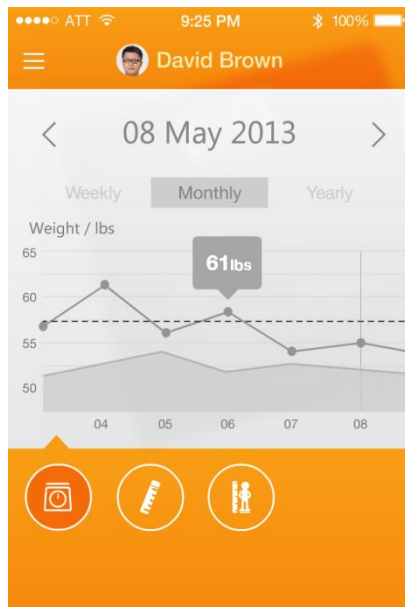 ATT 9:25 PM 100%
David Brown
08 May 2013
Weekly Monthly Yearly
Weight / lbs
65
61lbs
60
55
50
04 05 06 07 08